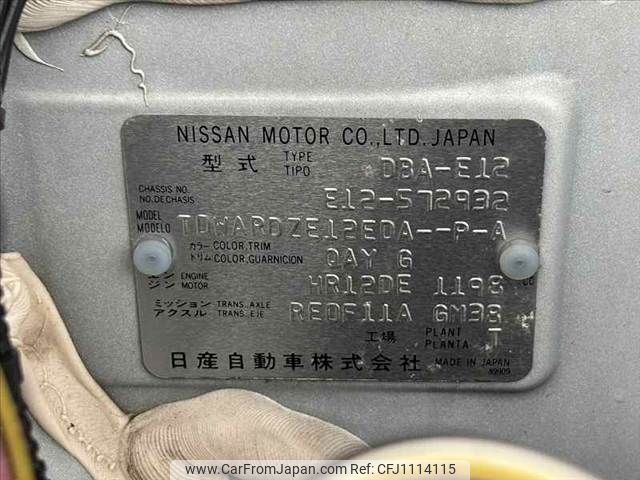 NISSAN MOTOR CO.,LTD. JAPAN
型式 TYPE TIPO DBA-E12
CHASSIS NO. NO.DECHASIS E12-572932
MODEL MODELO TDWARDZE12EDA--P-A
カラー COLOR, TRIM トリム COLOR, GUARNICION QAY G
エン ジン ENGINE MOTOR HR12DE 1198 cc
ミッション TRANS. AXLE アクスル TRANS. EJE RE0F11A GM38
工場 PLANT PLANTA T
日産自動車株式会社 MADE IN JAPAN
www.CarFromJapan.com - Ref No. CFJ1114115